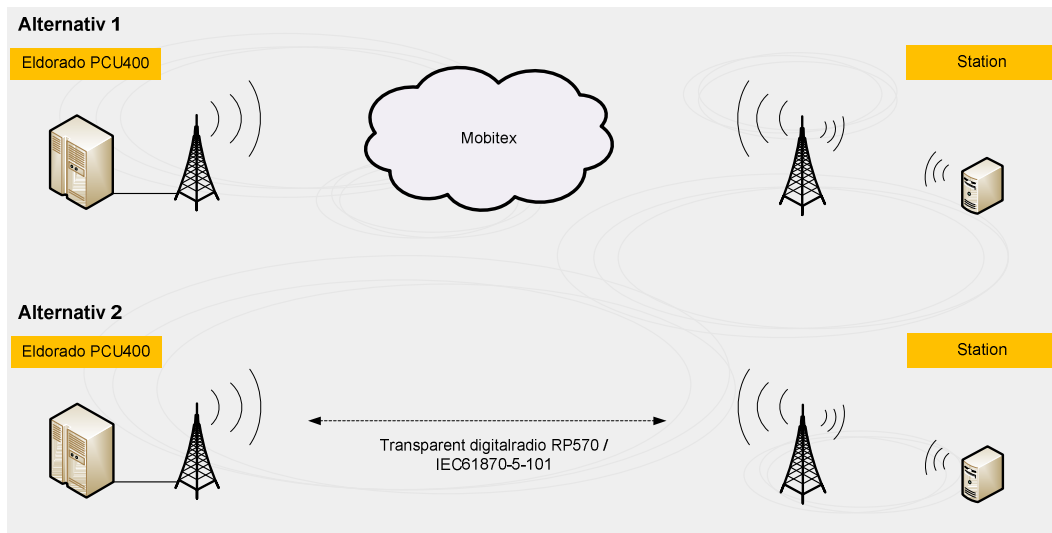 Alternativ 1
Eldorado PCU400
Station
Mobitex
Alternativ 2
Eldorado PCU400
Station
Transparent digitalradio RP570 /
IEC61870-5-101